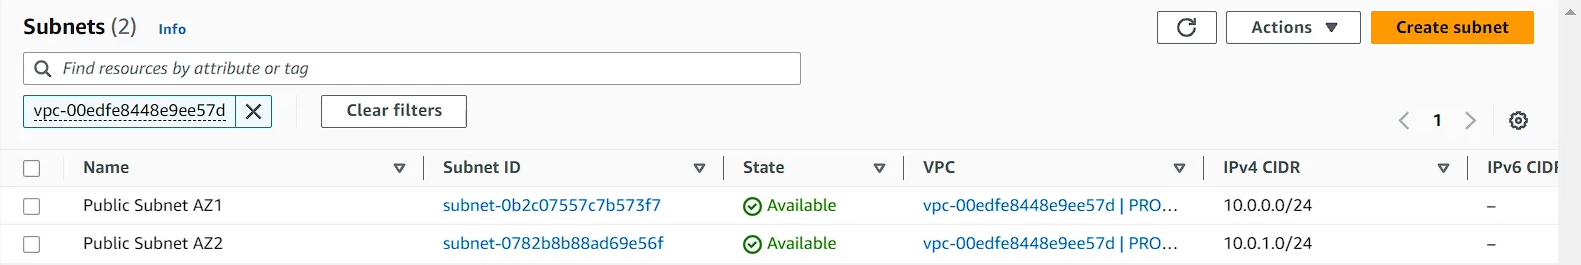 Subnets (2) Info Actions Create subnet
Find resources by attribute or tag
vpc-00edfe8448e9ee57d Clear filters
1
Name Subnet ID State VPC IPv4 CIDR IPv6 CIDR
Public Subnet AZ1 subnet-0b2c07557c7b573f7 Available vpc-00edfe8448e9ee57d | PRO... 10.0.0.0/24 –
Public Subnet AZ2 subnet-0782b8b88ad69e56f Available vpc-00edfe8448e9ee57d | PRO... 10.0.1.0/24 –